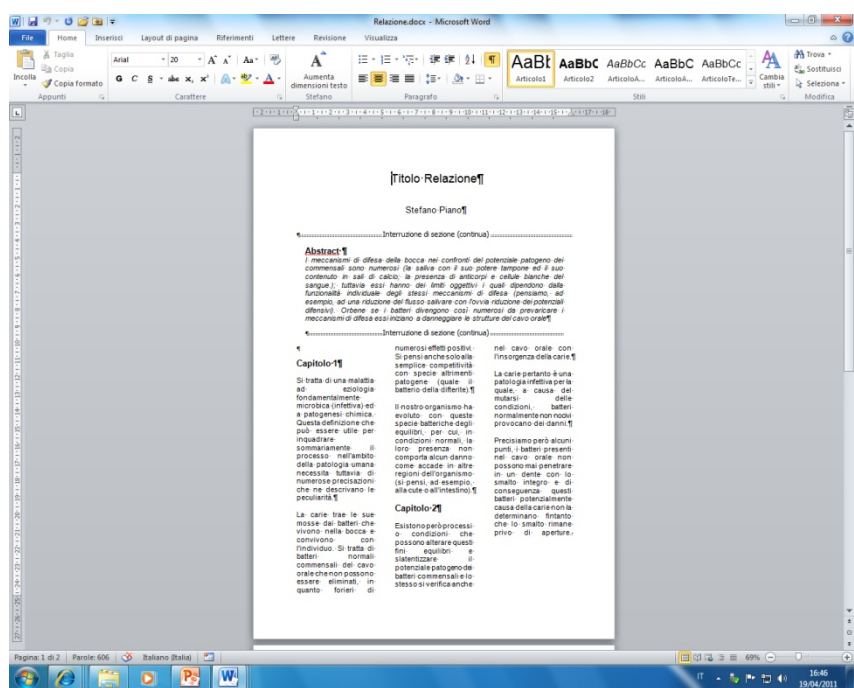 Relazione.docx - Microsoft Word
File Home Inserisci Layout di pagina Riferimenti Lettere Revisione Visualizza
Incolla
Taglia
Copia
Copia formato
Appunti
Arial 20
G C S abc x, x²
Carattere
Aumenta
dimensioni testo
Stefano
Paragrafo
AaBt AaBbC AaBbCc AaBbC AaBbCc
Articolo1 Articolo2 ArticoloA... ArticoloA... ArticoloTe...
Cambia
stili
Stili
Trova
Sostituisci
Seleziona
Modifica
Titolo·Relazione¶
Stefano·Piano¶
Interruzione di sezione (continua)
Abstract·¶
I meccanismi di difesa della bocca nei confronti del potenziale patogeno dei
commensali sono numerosi (la saliva con il suo potere tampone ed il suo
contenuto in sali di calcio; la presenza di anticorpi e cellule bianche del
sangue.); tuttavia essi hanno dei limiti oggettivi i quali dipendono dalla
funzionalità individuale degli stessi meccanismi di difesa (pensiamo, ad
esempio, ad una riduzione del flusso salivare con l'ovvia riduzione dei potenziali
difensivi). Orbene se i batteri divengono così numerosi da prevaricare i
meccanismi di difesa essi iniziano a danneggiare le strutture del cavo orale¶
Interruzione di sezione (continua)
¶
Capitolo·1¶
Si tratta di una malattia
ad eziologia
fondamentalmente
microbica (infettiva) ed
a patogenesi chimica.
Questa definizione che
può essere utile per
inquadrare
sommariamente il
processo nell'ambito
della patologia umana
necessita tuttavia di
numerose precisazioni
che ne descrivano le
peculiarità.¶
La carie trae le sue
mosse dai batteri che
vivono nella bocca e
convivono con
l'individuo. Si tratta di
batteri normali
commensali del cavo
orale che non possono
essere eliminati, in
quanto forieri di
numerosi effetti positivi.
Si pensi anche solo alla
semplice competitività
con specie altrimenti
patogene (quale il
batterio della difterite).¶
Il nostro organismo ha
evoluto con queste
specie batteriche degli
equilibri, per cui, in
condizioni normali, la
loro presenza non
comporta alcun danno
come accade in altre
regioni dell'organismo
(si pensi, ad esempio,
alla cute o all'intestino).¶
Capitolo·2¶
Esistono però processi
o condizioni che
possono alterare questi
fini equilibri e
slatentizzare il
potenziale patogeno dei
batteri commensali e lo
stesso si verifica anche
nel cavo orale con
l'insorgenza della carie.¶
La carie pertanto è una
patologia infettiva per la
quale, a causa del
mutarsi delle
condizioni, batteri
normalmente non nocivi
provocano dei danni.¶
Precisiamo però alcuni
punti, i batteri presenti
nel cavo orale non
possono mai penetrare
in un dente con lo
smalto integro e di
conseguenza questi
batteri potenzialmente
causa della carie non la
determinano fintanto
che lo smalto rimane
privo di aperture.
Pagina: 1 di 2 Parole: 606 Italiano (Italia) 69%
IT 16:46
19/04/2011